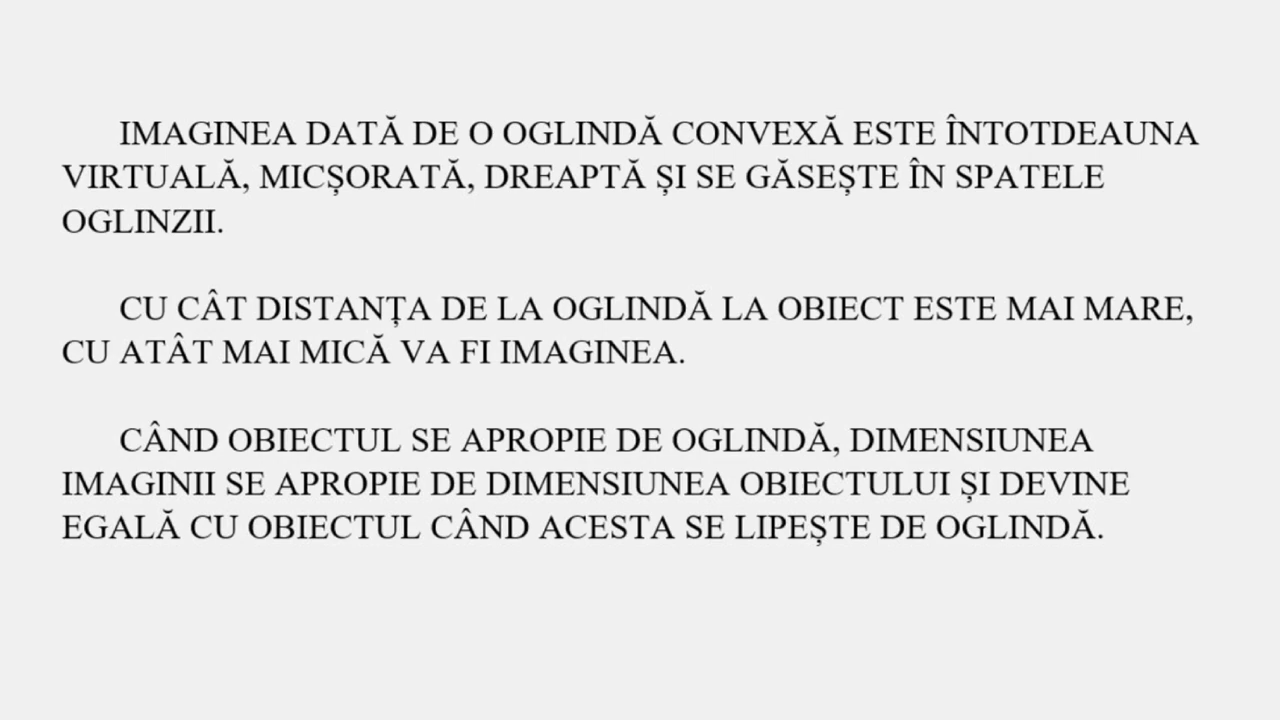 IMAGINEA DATĂ DE O OGLINDĂ CONVEXĂ ESTE ÎNTOTDEAUNA
VIRTUALĂ, MICȘORATĂ, DREAPTĂ ȘI SE GĂSEȘTE ÎN SPATELE
OGLINZII.
CU CÂT DISTANȚA DE LA OGLINDĂ LA OBIECT ESTE MAI MARE,
CU ATÂT MAI MICĂ VA FI IMAGINEA.
CÂND OBIECTUL SE APROPIE DE OGLINDĂ, DIMENSIUNEA
IMAGINII SE APROPIE DE DIMENSIUNEA OBIECTULUI ȘI DEVINE
EGALĂ CU OBIECTUL CÂND ACESTA SE LIPEȘTE DE OGLINDĂ.